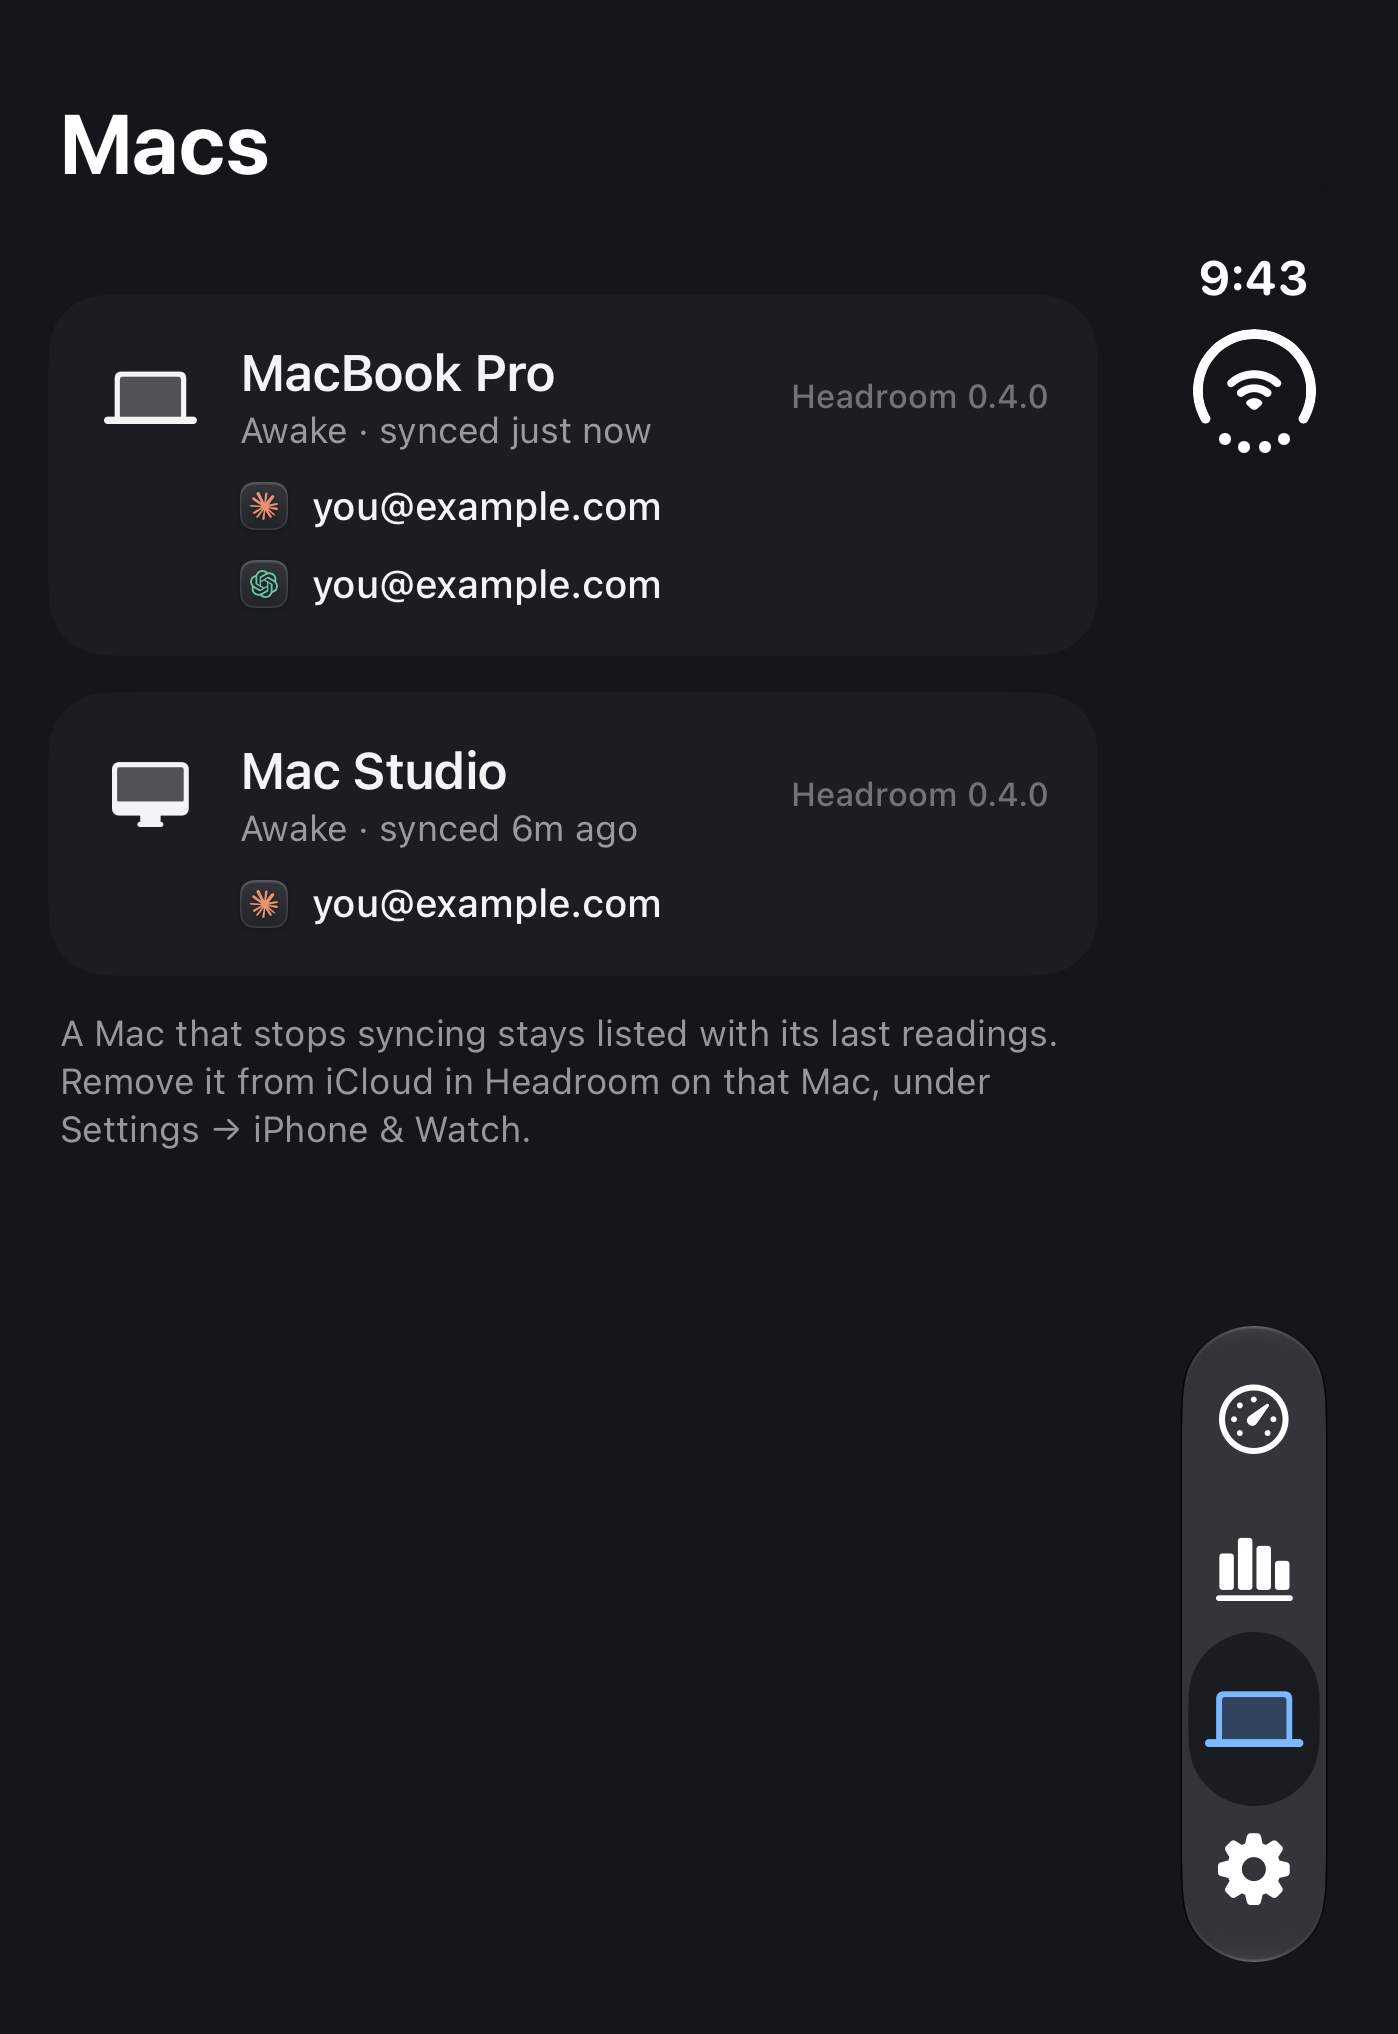 Macs
9:43
MacBook Pro
Headroom 0.4.0
Awake · synced just now
you@example.com
you@example.com
Mac Studio
Headroom 0.4.0
Awake · synced 6m ago
you@example.com
A Mac that stops syncing stays listed with its last readings.
Remove it from iCloud in Headroom on that Mac, under
Settings → iPhone & Watch.